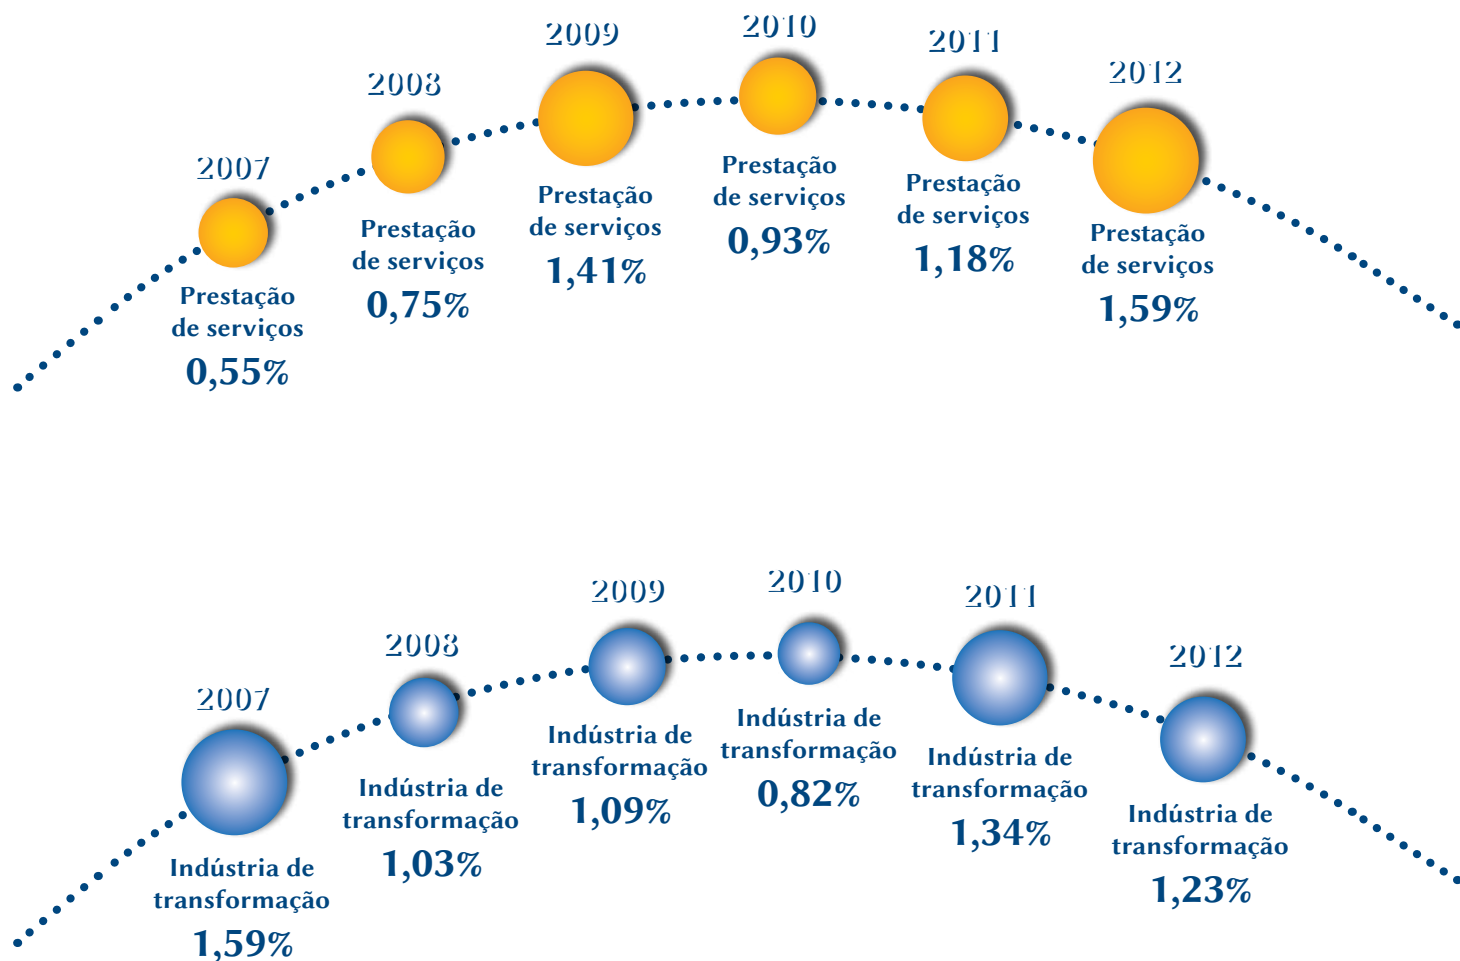 2007
Prestação
de serviços
0,55%
2008
Prestação
de serviços
0,75%
2009
Prestação
de serviços
1,41%
2010
Prestação
de serviços
0,93%
2011
Prestação
de serviços
1,18%
2012
Prestação
de serviços
1,59%
2007
Indústria de
transformação
1,59%
2008
Indústria de
transformação
1,03%
2009
Indústria de
transformação
1,09%
2010
Indústria de
transformação
0,82%
2011
Indústria de
transformação
1,34%
2012
Indústria de
transformação
1,23%